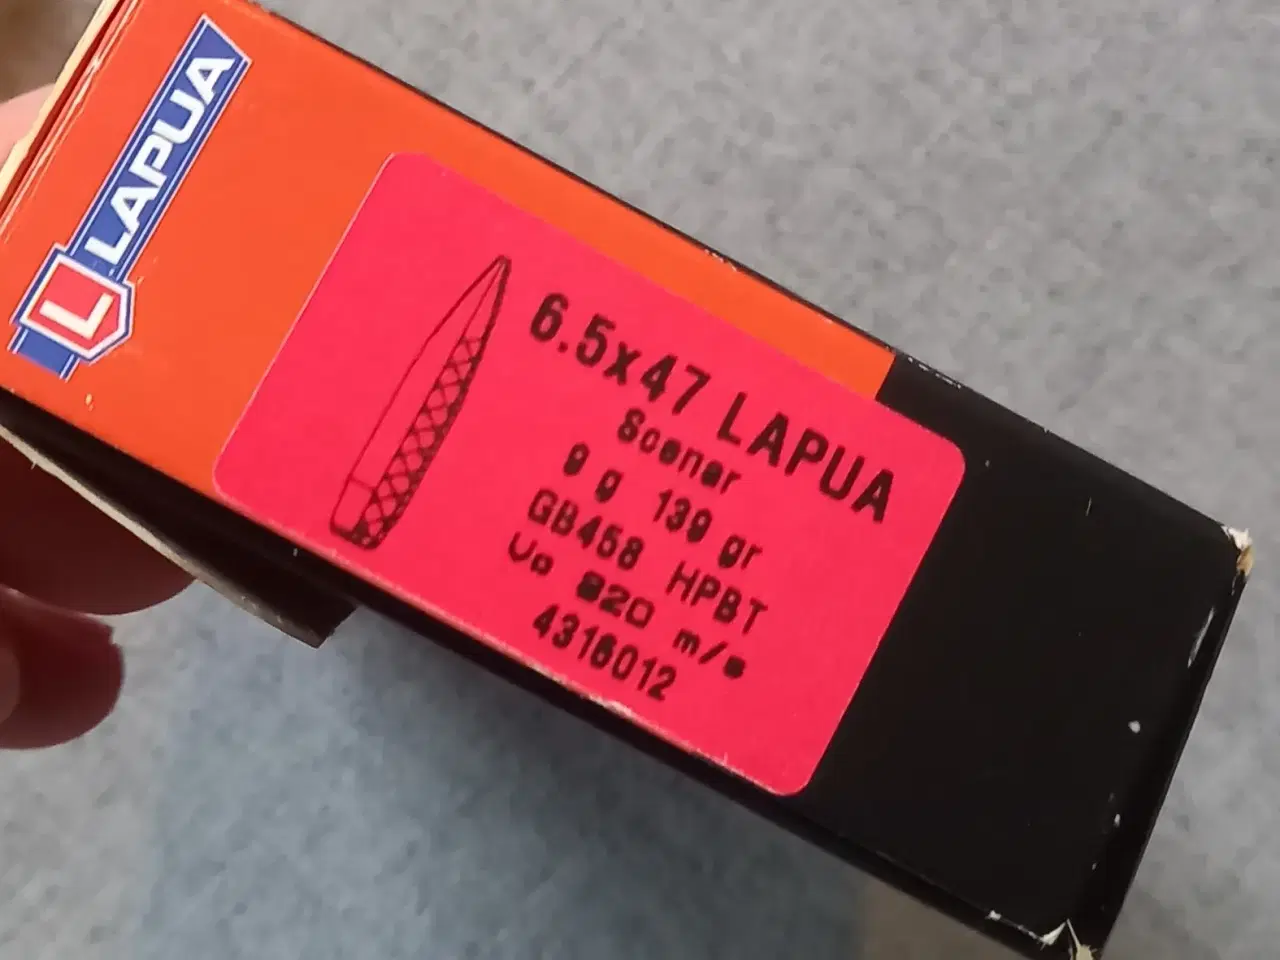 LAPUA
L
6.5x47 LAPUA
Scenar
9 g 139 gr
GB458 HPBT
Vo 820 m/s
4316012